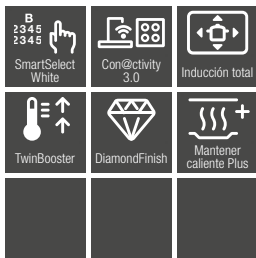 B
2345
2345
SmartSelect
White
Con@ctivity
3.0
Inducción total
TwinBooster
DiamondFinish
Mantener
caliente Plus